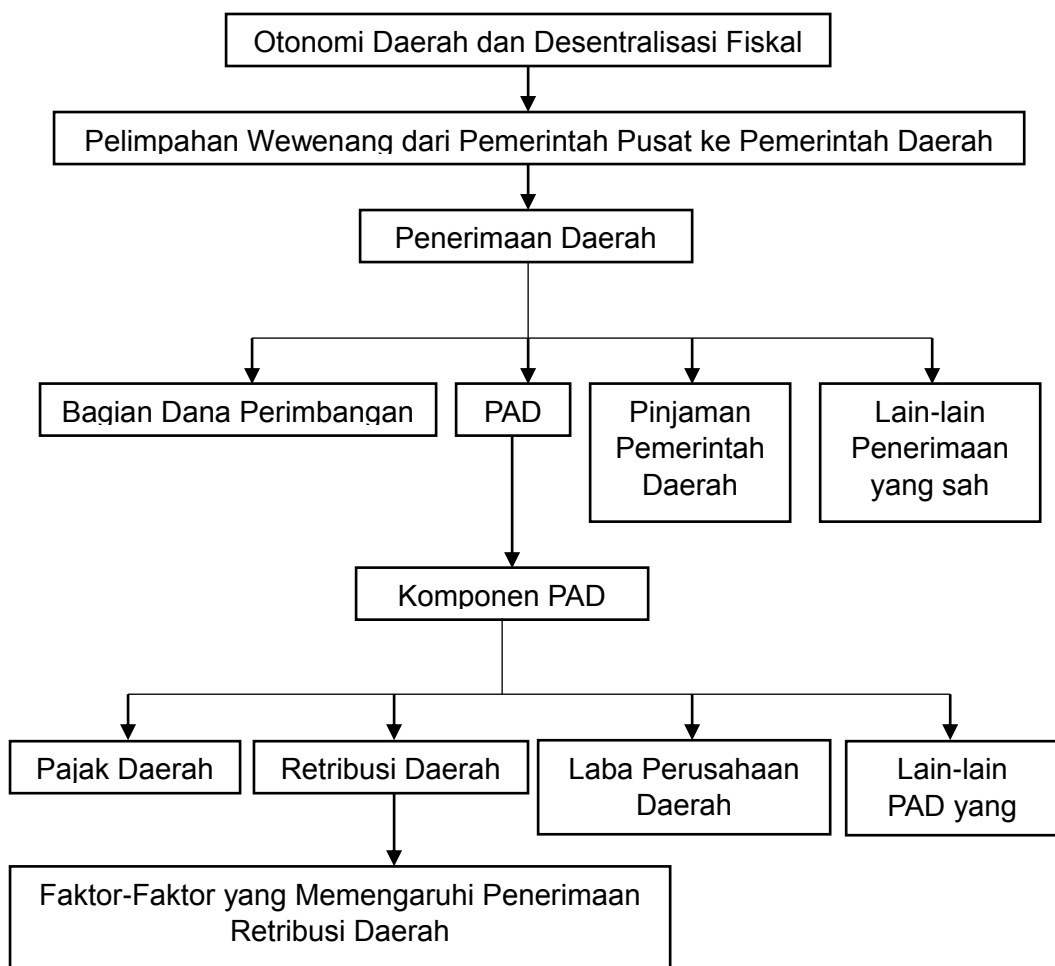 Otonomi Daerah dan Desentralisasi Fiskal
Pelimpahan Wewenang dari Pemerintah Pusat ke Pemerintah Daerah
Penerimaan Daerah
Bagian Dana Perimbangan
PAD
Pinjaman
Pemerintah
Daerah
Lain-lain
Penerimaan
yang sah
Komponen PAD
Pajak Daerah
Retribusi Daerah
Laba Perusahaan
Daerah
Lain-lain
PAD yang
Faktor-Faktor yang Memengaruhi Penerimaan
Retribusi Daerah